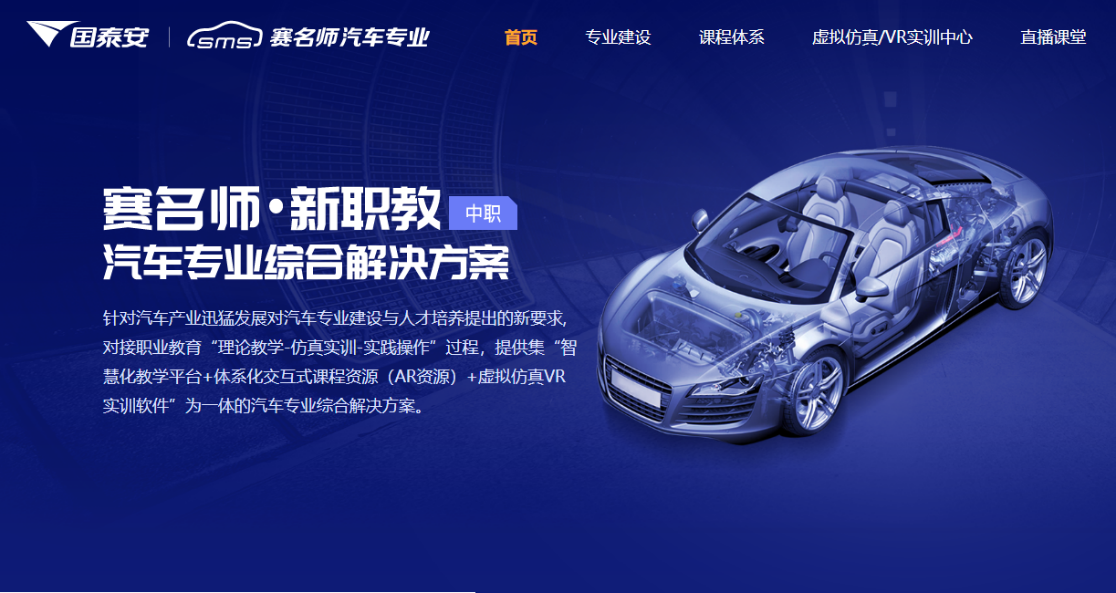 国泰安 sms 赛名师汽车专业 首页 专业建设 课程体系 虚拟仿真/VR实训中心 直播课堂
赛名师·新职教 中职
汽车专业综合解决方案
针对汽车产业迅猛发展对汽车专业建设与人才培养提出的新要求,
对接职业教育“理论教学-仿真实训-实践操作”过程，提供集“智
慧化教学平台+体系化交互式课程资源（AR资源）+虚拟仿真VR
实训软件”为一体的汽车专业综合解决方案。